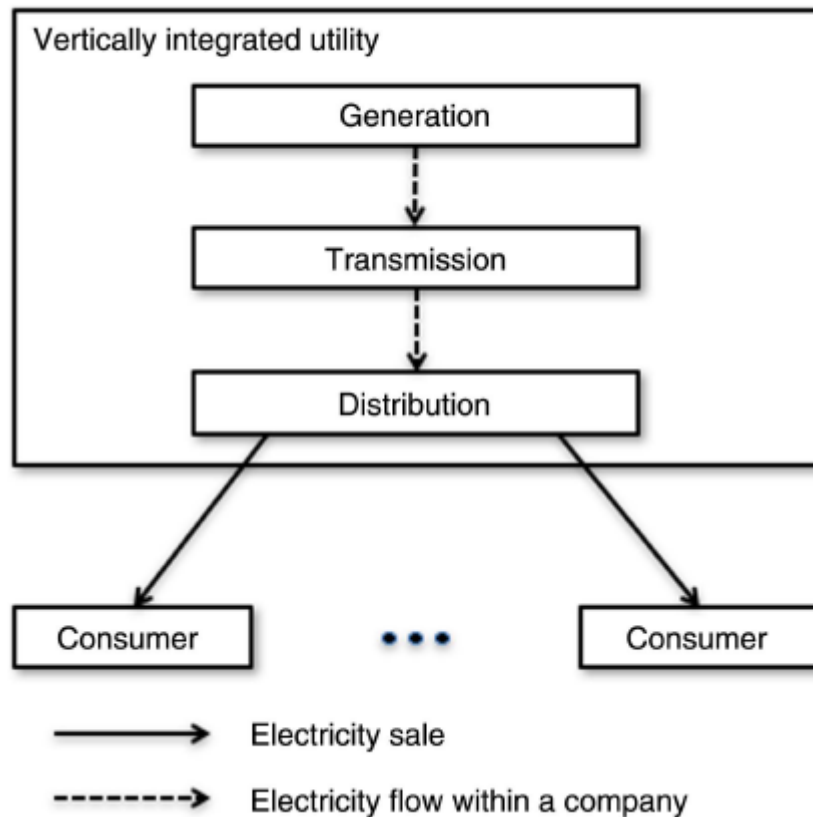 Vertically integrated utility
Generation
Transmission
Distribution
Consumer
Consumer
Electricity sale
Electricity flow within a company